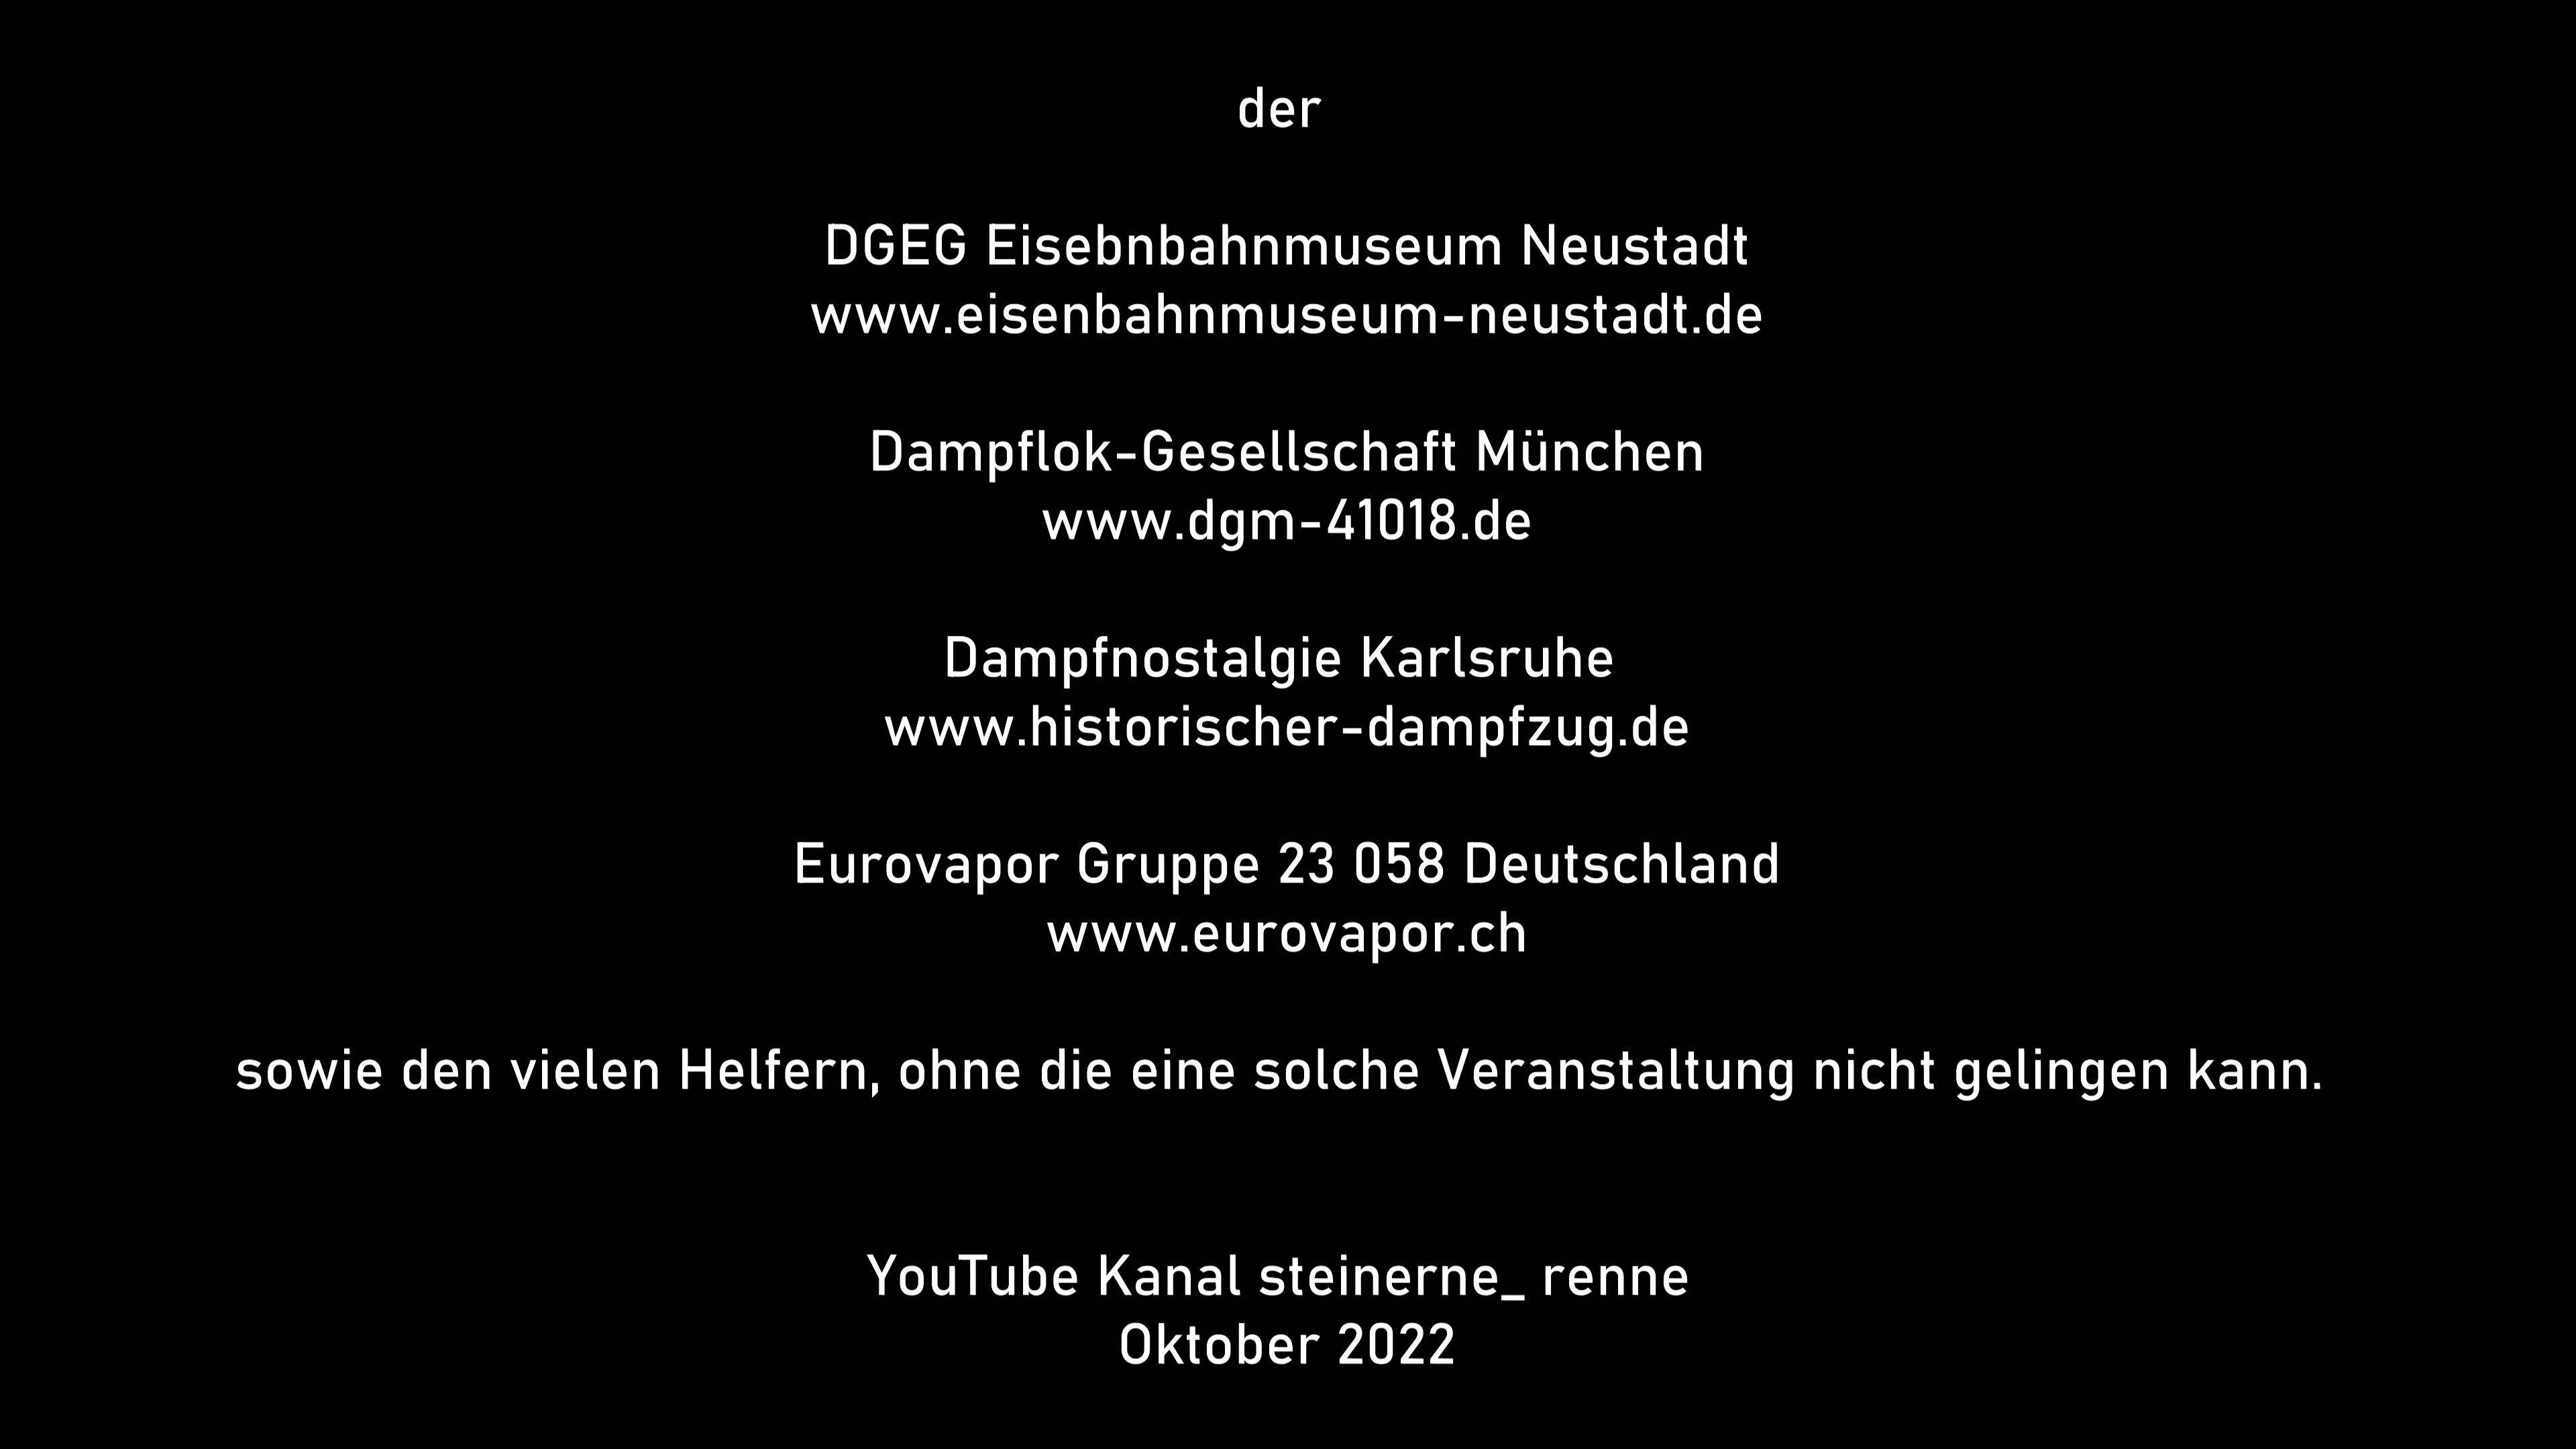 der
DGEG Eisebnbahnmuseum Neustadt
www.eisenbahnmuseum-neustadt.de
Dampflok-Gesellschaft München
www.dgm-41018.de
Dampfnostalgie Karlsruhe
www.historischer-dampfzug.de
Eurovapor Gruppe 23 058 Deutschland
www.eurovapor.ch
sowie den vielen Helfern, ohne die eine solche Veranstaltung nicht gelingen kann.
YouTube Kanal steinerne_ renne
Oktober 2022